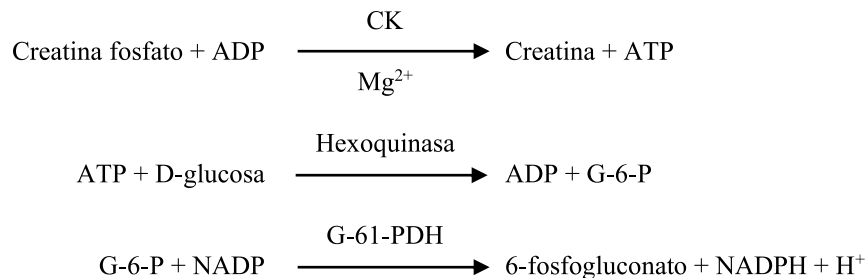 CK
Creatina fosfato + ADP Creatina + ATP
Mg²⁺
Hexoquinasa
ATP + D-glucosa ADP + G-6-P
G-61-PDH
G-6-P + NADP 6-fosfogluconato + NADPH + H⁺